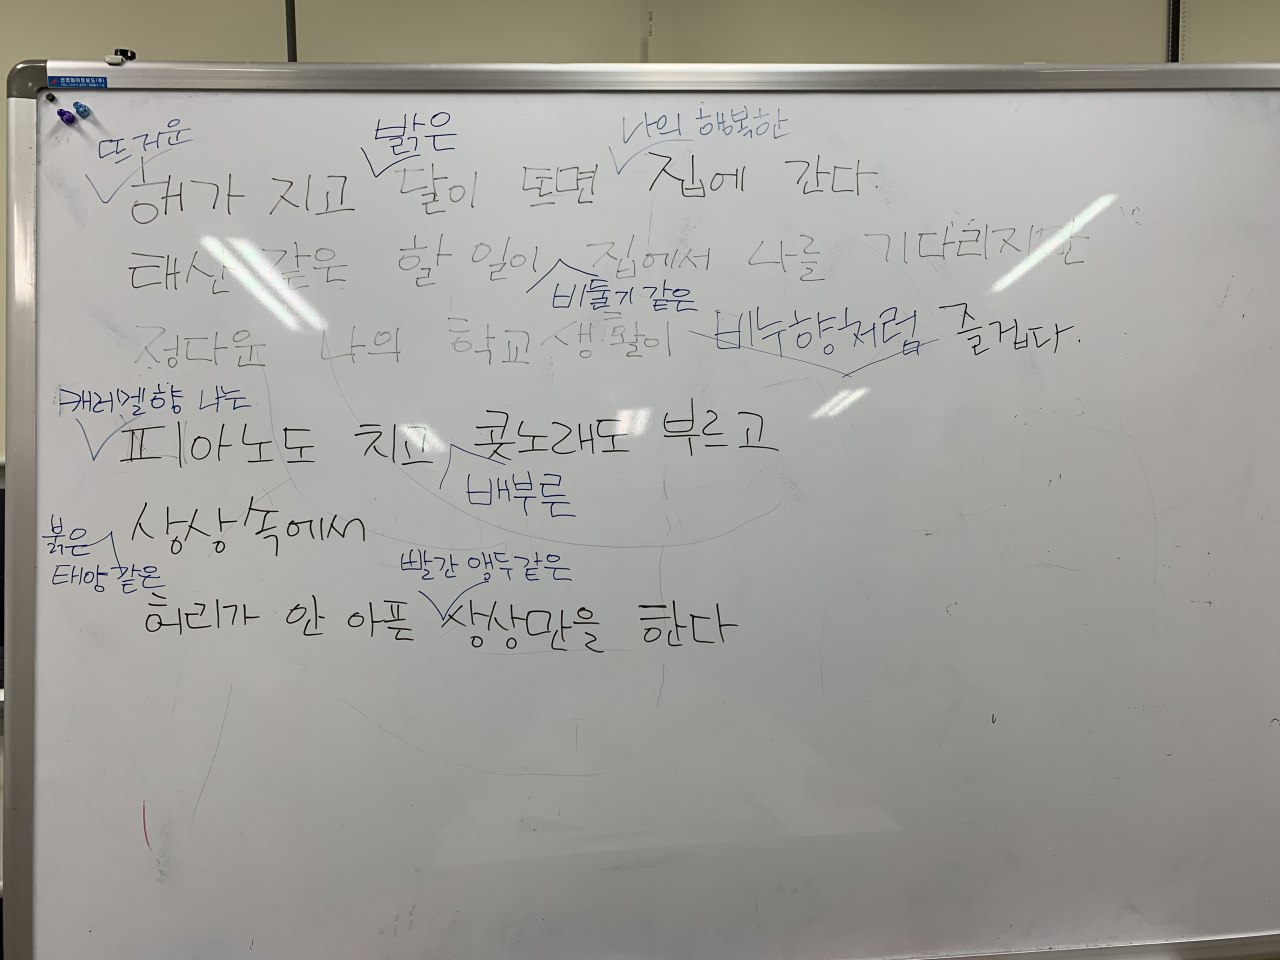 뜨거운 밝은 나의 행복한
해가 지고 달이 뜨면 집에 간다.
태산 같은 할 일이 집에서 나를 기다리지만
비둘기 같은
정다운 나의 학교생활이 비누향처럼 즐겁다.
캐러멜향 나는
피아노도 치고 콧노래도 부르고
배부른
상상속에서
붉은
태양 같은
빨간 앵두같은
허리가 안 아픈 상상만을 한다